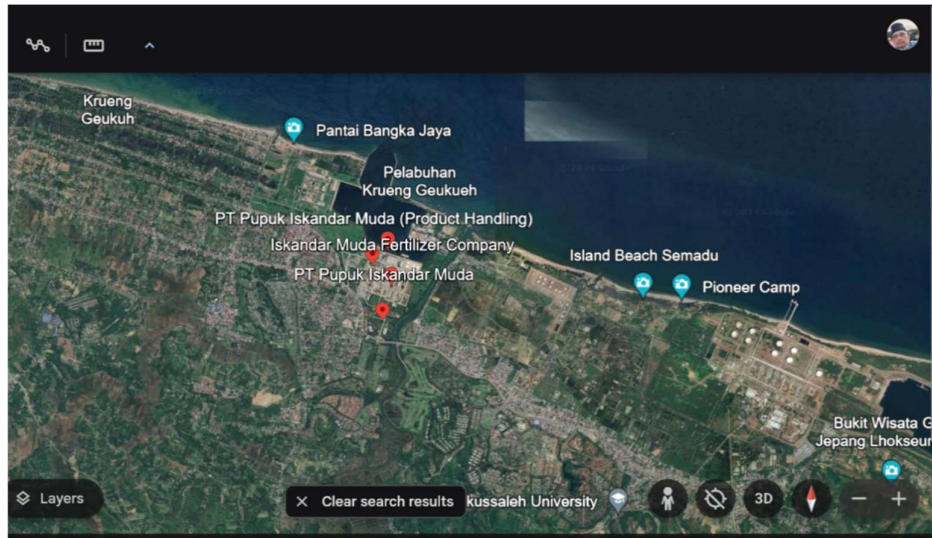 Krueng
Geukuh
Pantai Bangka Jaya
Pelabuhan
Krueng Geukueh
PT Pupuk Iskandar Muda (Product Handling)
Iskandar Muda Fertilizer Company
PT Pupuk Iskandar Muda
Island Beach Semadu
Pioneer Camp
Bukit Wisata G
Jepang Lhokseu
Layers
Clear search results
kussaleh University
3D